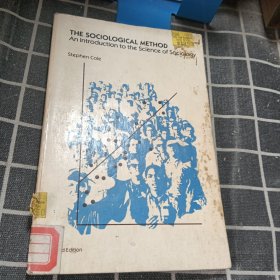 THE SOCIOLOGICAL METHOD
An Introduction to the Science of Sociology
Stephen Cole
Edition